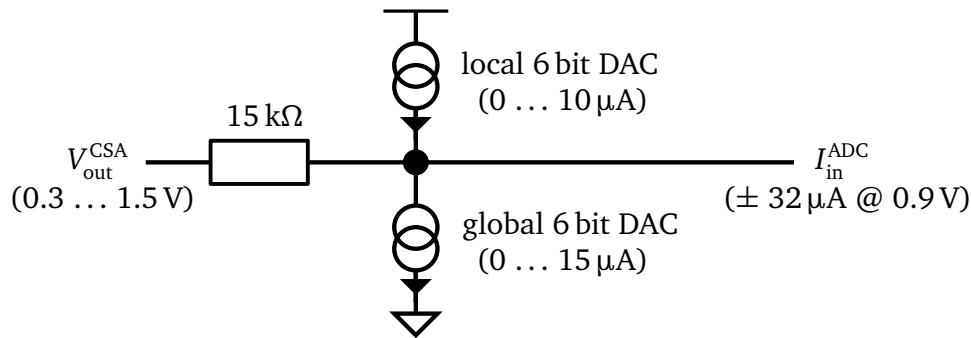 local 6 bit DAC
(0 … 10 μA)
15 kΩ
V_out^CSA
(0.3 … 1.5 V)
I_in^ADC
(± 32 μA @ 0.9 V)
global 6 bit DAC
(0 … 15 μA)